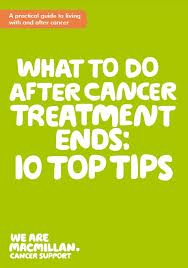 A practical guide to living
with and after cancer
WHAT TO DO
AFTER CANCER
TREATMENT
ENDS:
10 TOP TIPS
WE ARE
MACMILLAN.
CANCER SUPPORT